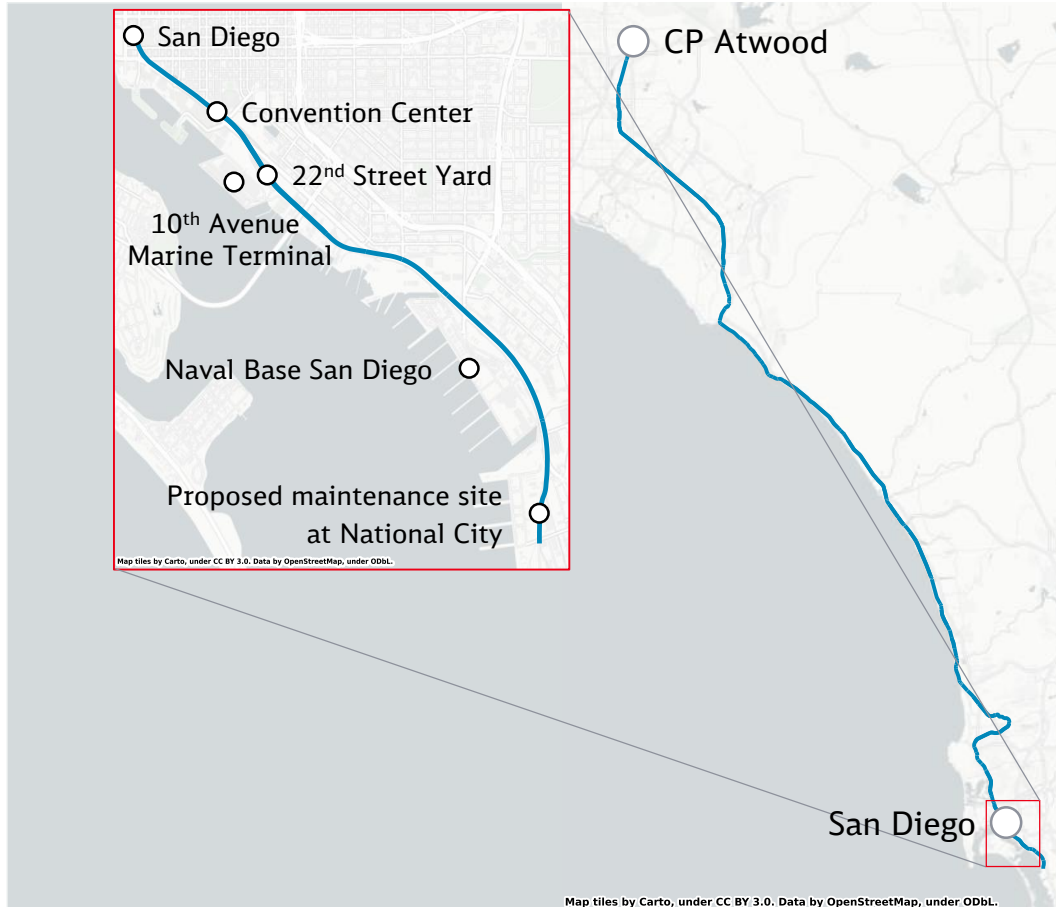 San Diego
Convention Center
22nd Street Yard
10th Avenue
Marine Terminal
Naval Base San Diego
Proposed maintenance site
at National City
Map tiles by Carto, under CC BY 3.0. Data by OpenStreetMap, under ODbL.
CP Atwood
San Diego
Map tiles by Carto, under CC BY 3.0. Data by OpenStreetMap, under ODbL.